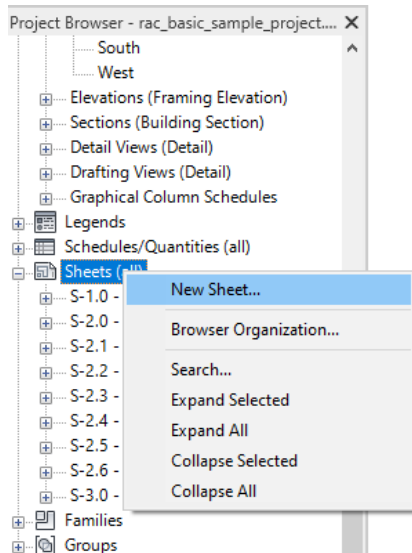 Project Browser - rac_basic_sample_project....
South
West
Elevations (Framing Elevation)
Sections (Building Section)
Detail Views (Detail)
Drafting Views (Detail)
Graphical Column Schedules
Legends
Schedules/Quantities (all)
Sheets (all)
New Sheet...
S-1.0 -
S-2.0 -
Browser Organization...
S-2.1 -
S-2.2 -
Search...
S-2.3 -
Expand Selected
S-2.4 -
Expand All
S-2.5 -
Collapse Selected
S-2.6 -
S-3.0 -
Collapse All
Families
Groups